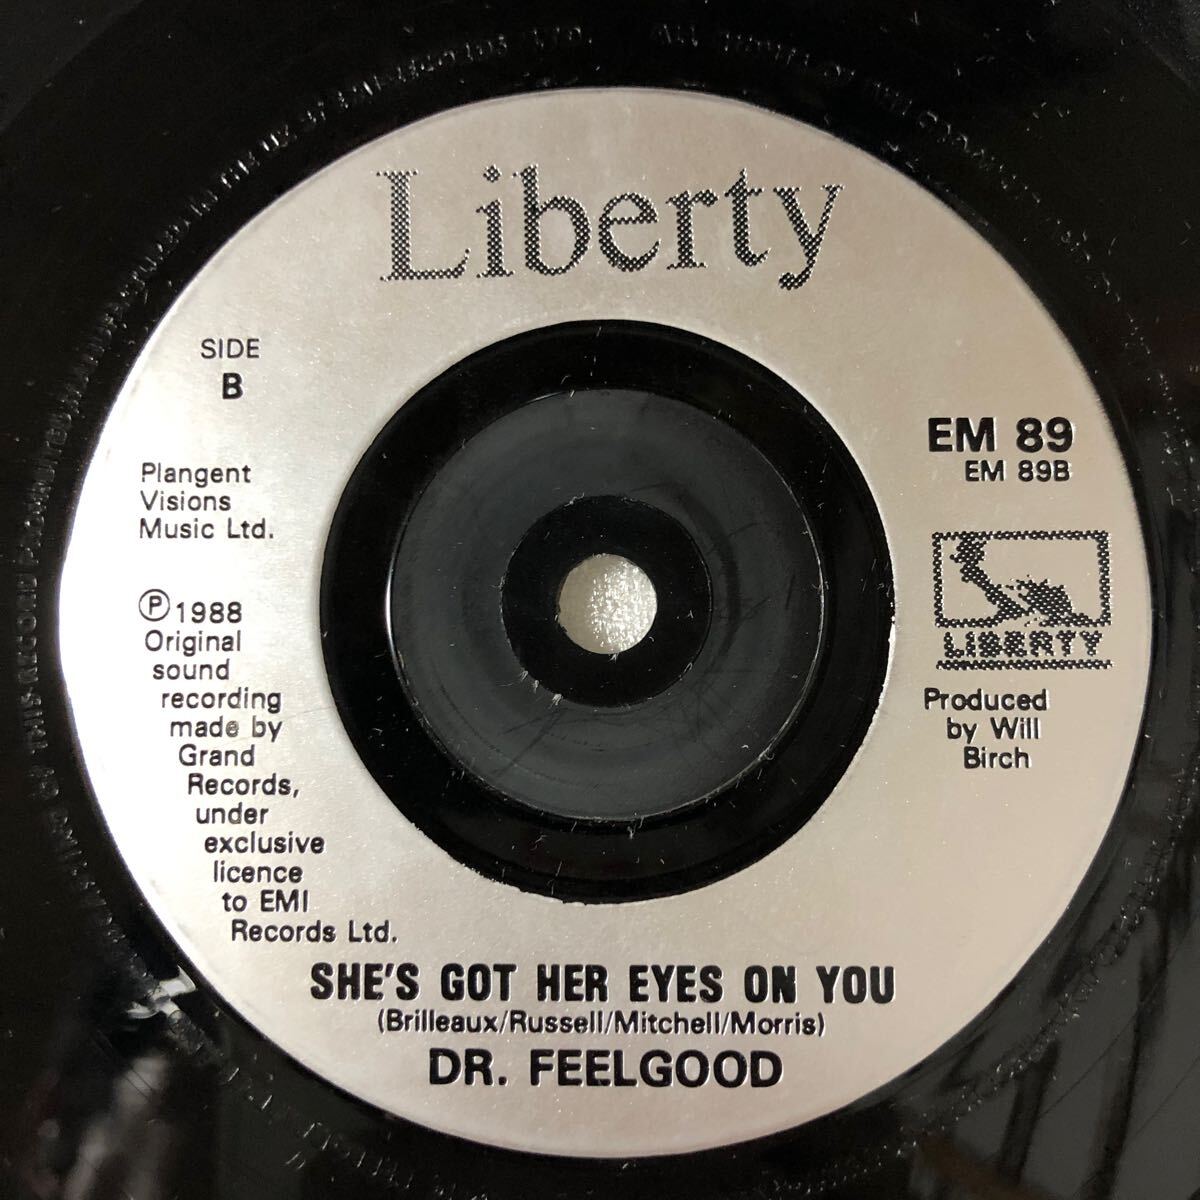 Liberty
SIDE
B
EM 89
EM 89B
Plangent
Visions
Music Ltd.
℗ 1988
Original
sound
recording
made by
Grand
Records,
under
exclusive
licence
to EMI
Records Ltd.
LIBERTY
Produced
by Will
Birch
SHE'S GOT HER EYES ON YOU
(Brilleaux/Russell/Mitchell/Morris)
DR. FEELGOOD